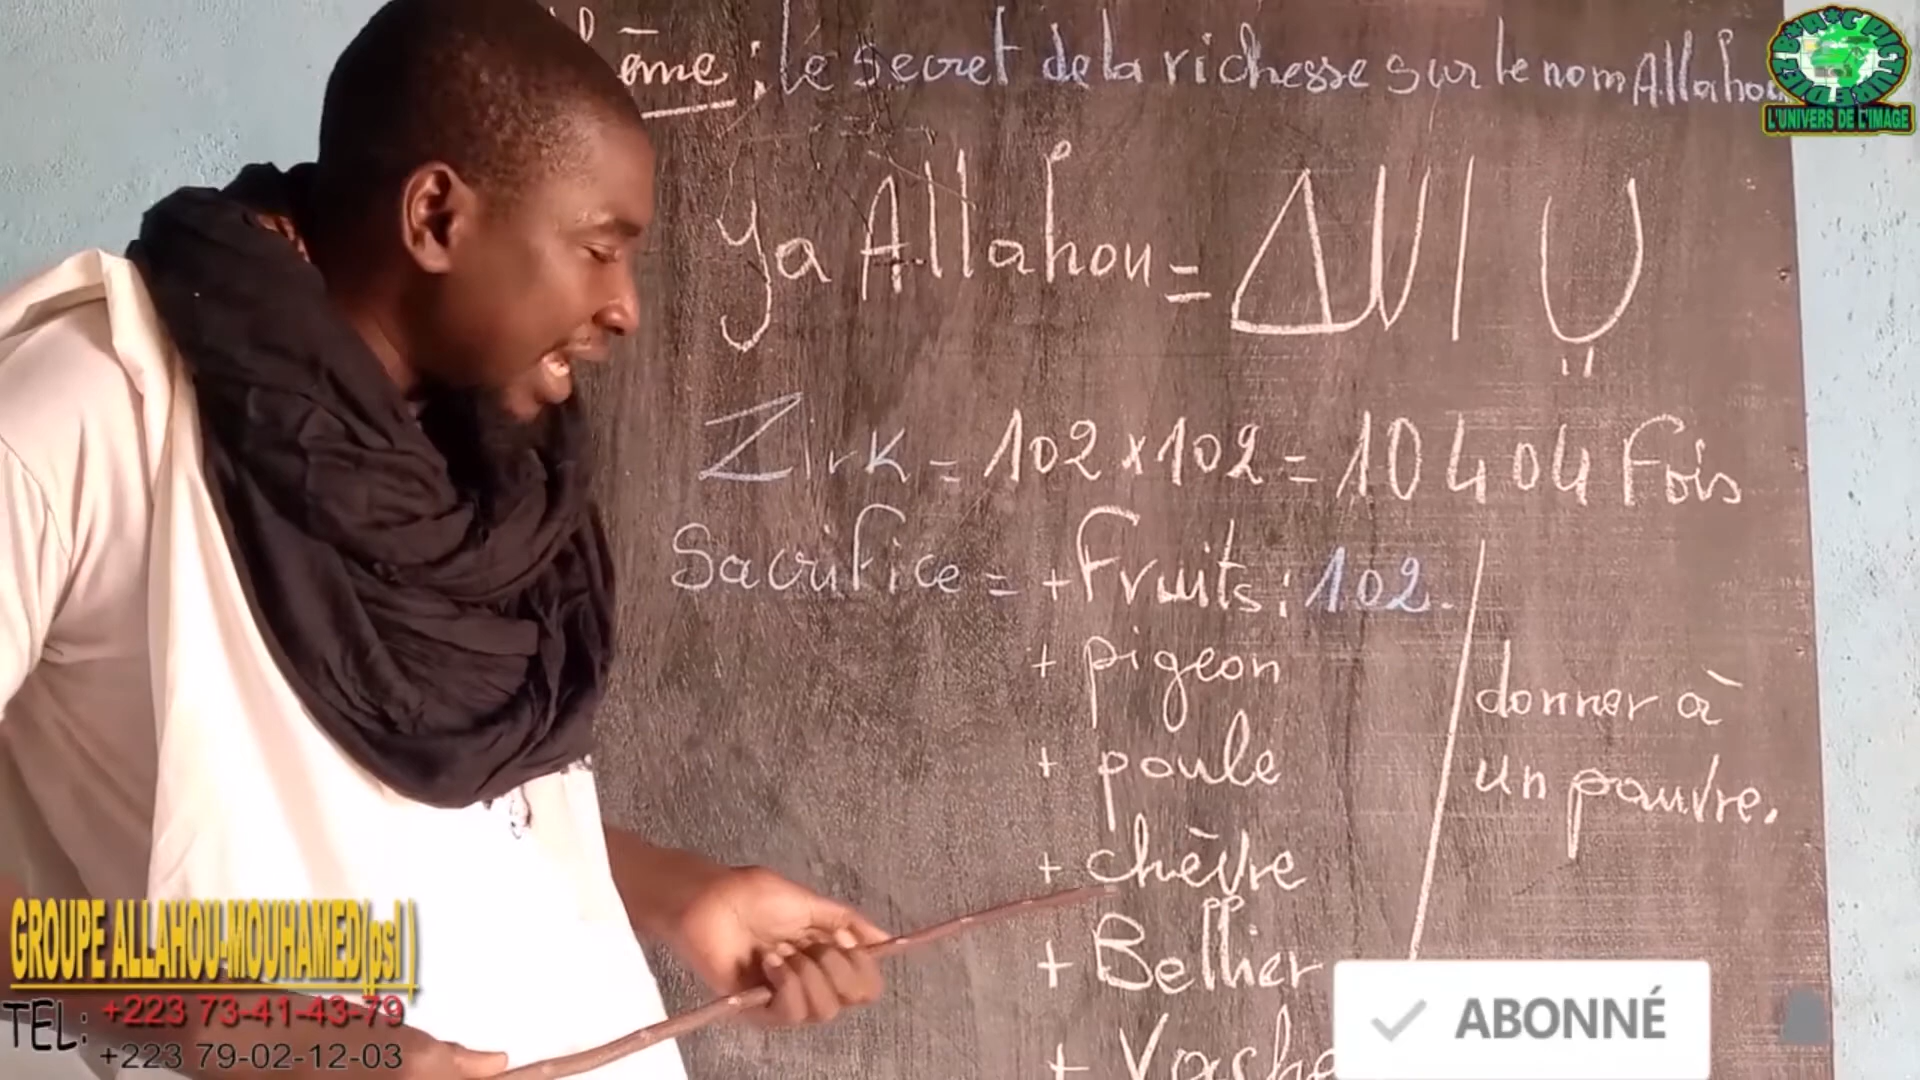 ême : le secret de la richesse sur le nom Allahou
Ya Allahou =
Zirk = 102 x 102 = 10404 Fois
Sacrifice = + Fruits : 102.
+ pigeon
+ poule
+ chèvre
+ Bellier
+ Vache
donner à
un pauvre.
L'UNIVERS DE L'IMAGE
GROUPE ALLAHOU-MOUHAMED(psl)
TEL: +223 73-41-43-79
+223 79-02-12-03
ABONNÉ